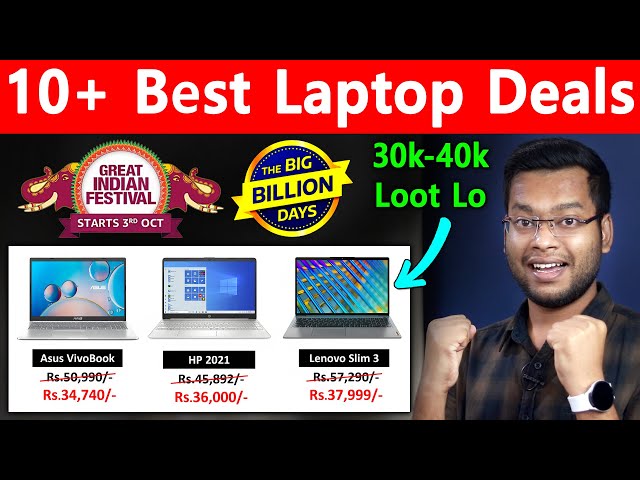 10+ Best Laptop Deals
GREAT
INDIAN
FESTIVAL
STARTS 3RD OCT
THE BIG
BILLION
DAYS
30k-40k
Loot Lo
ASUS
Asus VivoBook
Rs.50,990/-
Rs.34,740/-
HP 2021
Rs.45,892/-
Rs.36,000/-
Lenovo Slim 3
Rs.57,290/-
Rs.37,999/-